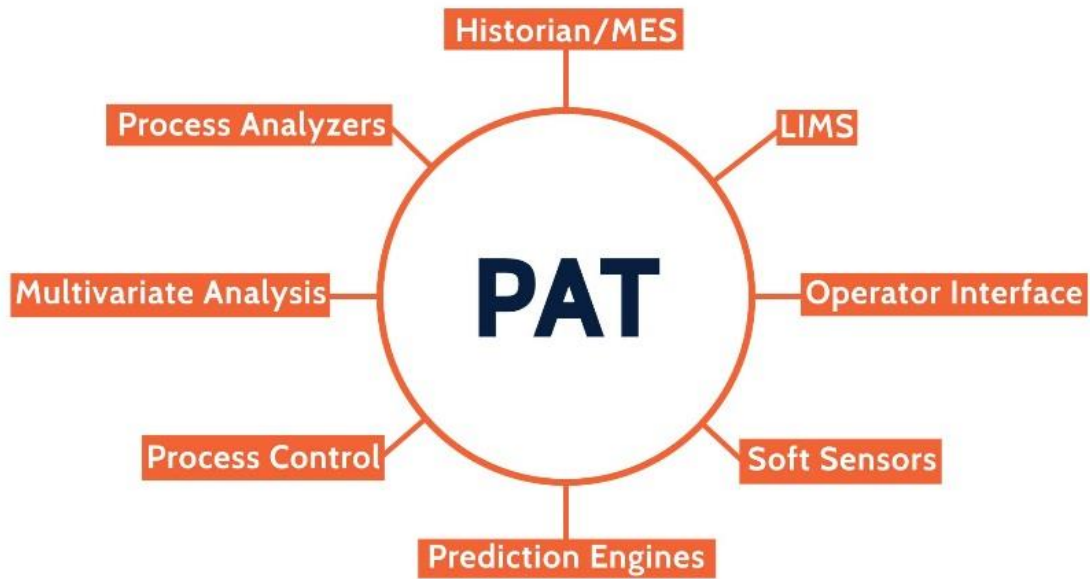 Historian/MES
Process Analyzers
LIMS
PAT
Multivariate Analysis
Operator Interface
Process Control
Soft Sensors
Prediction Engines